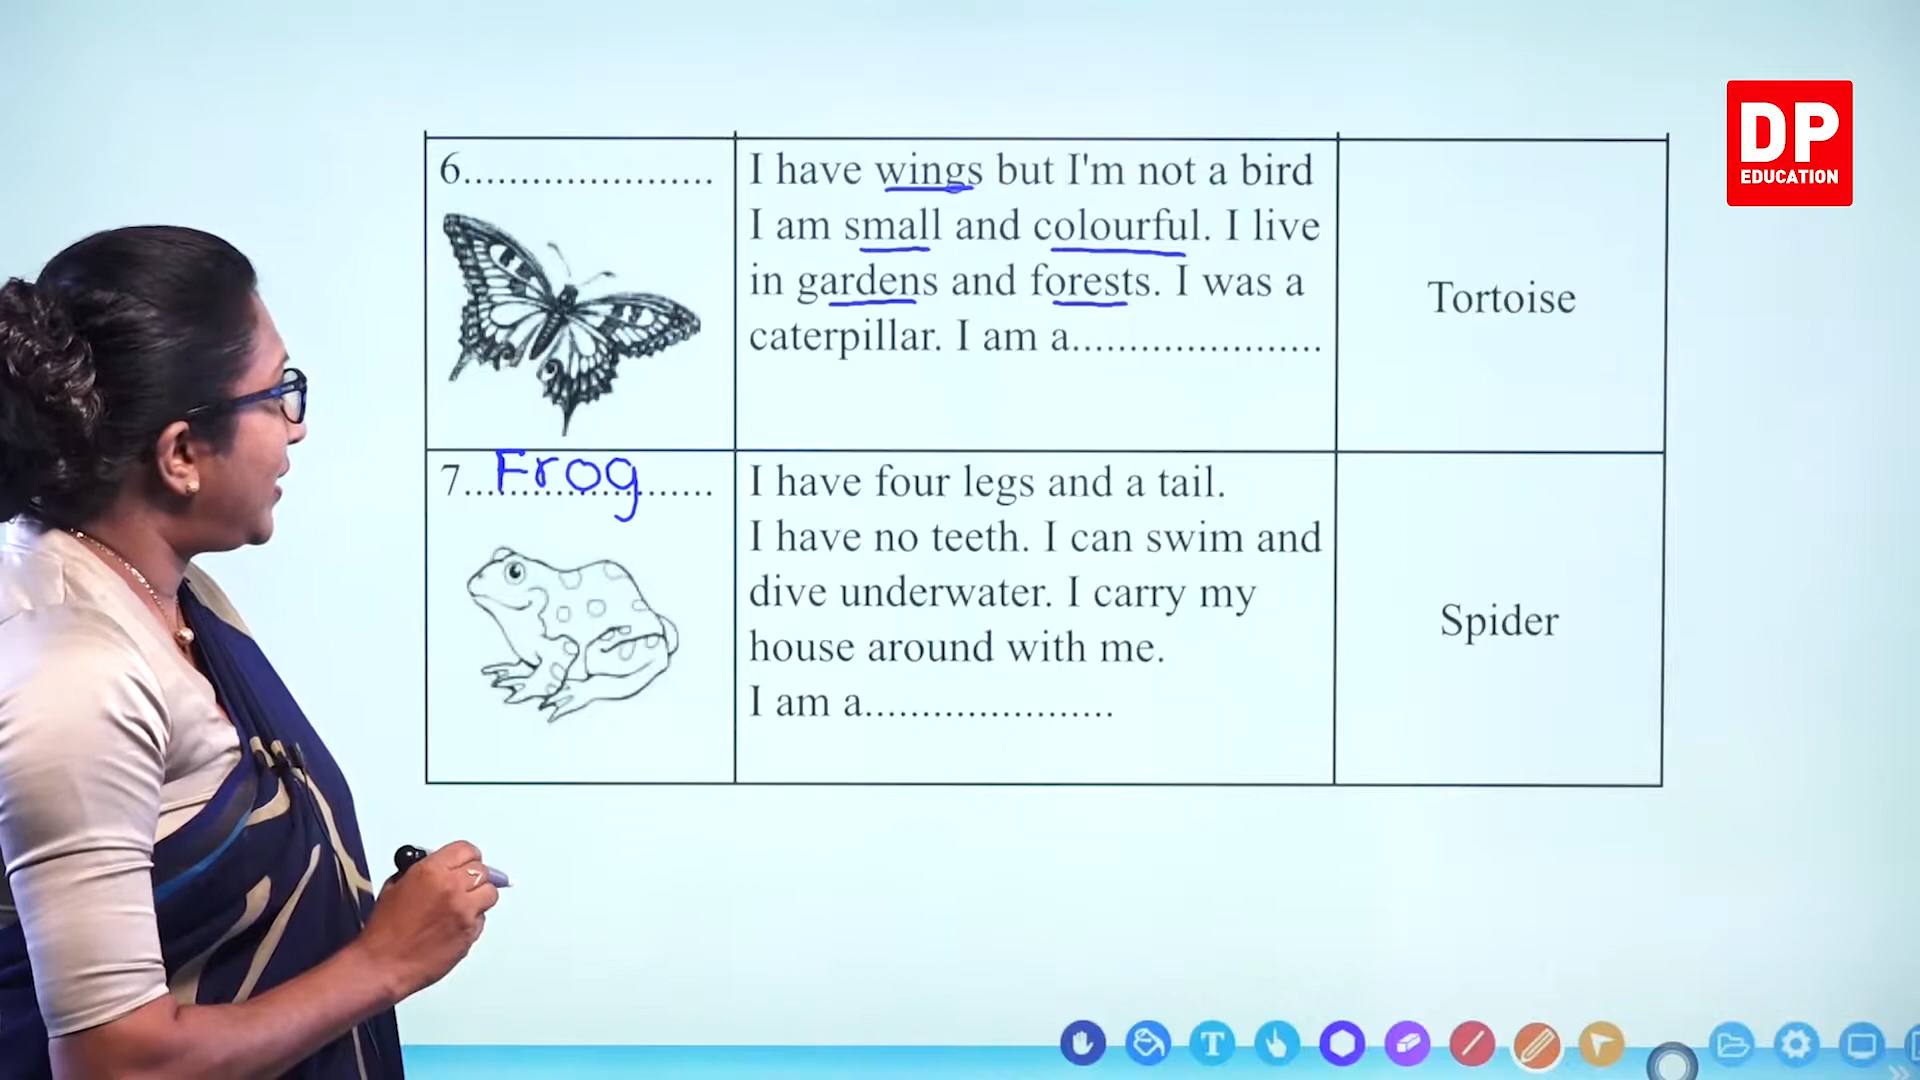 DP
EDUCATION
6......................
I have wings but I'm not a bird
I am small and colourful. I live
in gardens and forests. I was a
caterpillar. I am a......................
Tortoise
7...Frog.......
I have four legs and a tail.
I have no teeth. I can swim and
dive underwater. I carry my
house around with me.
I am a......................
Spider
T